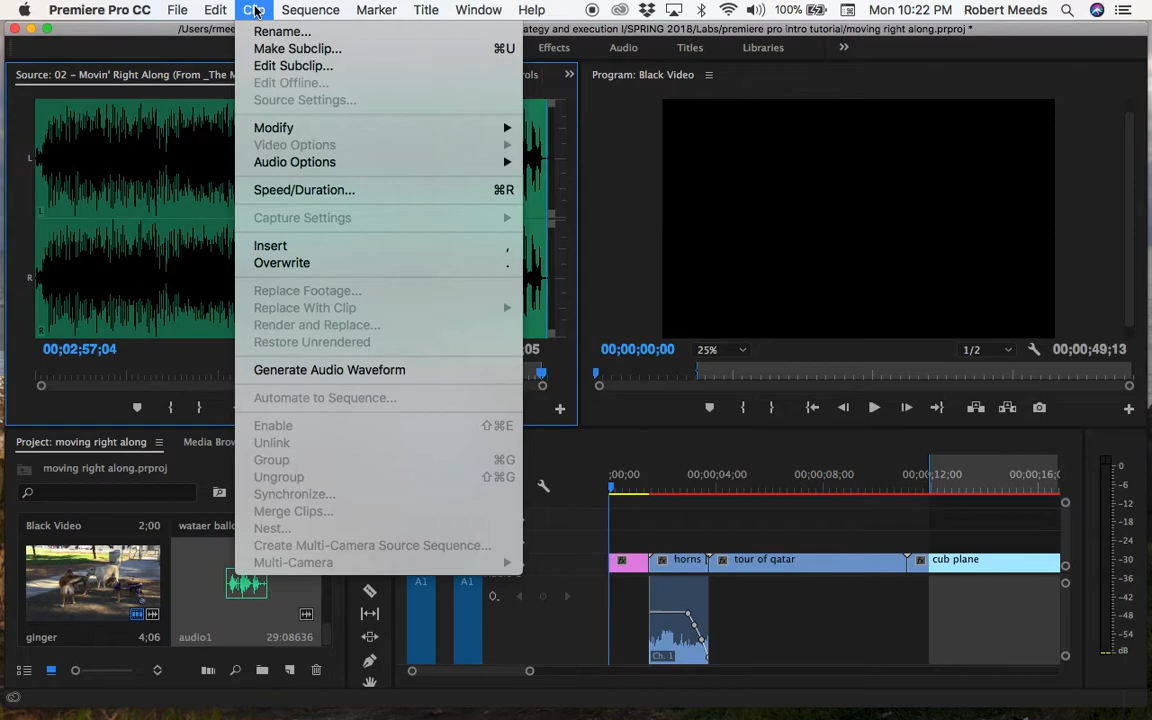 Premiere Pro CC File Edit Clip Sequence Marker Title Window Help 100% Mon 10:22 PM Robert Meeds
/Users/rmee
ategy and execution I/SPRING 2018/Labs/premiere pro intro tutorial/moving right along.prproj *
Effects Audio Titles Libraries
Source: 02 – Movin' Right Along (From _The M
ols
Program: Black Video
Rename...
Make Subclip... ⌘U
Edit Subclip...
Edit Offline...
Source Settings...
Modify
Video Options
Audio Options
Speed/Duration... ⌘R
Capture Settings
Insert ,
Overwrite .
Replace Footage...
Replace With Clip
Render and Replace...
Restore Unrendered
Generate Audio Waveform
Automate to Sequence...
Enable ⇧⌘E
Unlink
Group ⌘G
Ungroup ⇧⌘G
Synchronize...
Merge Clips...
Nest...
Create Multi-Camera Source Sequence...
Multi-Camera
L
L
R
R
00;02;57;04
;05
00;00;00;00 25% 1/2 00;00;49;13
Project: moving right along
Media Brow
moving right along.prproj
Black Video 2;00
wataer ballo
ginger 4;06
audio1 29:08636
;00;00 00;00;04;00 00;00;08;00 00;00;12;00 00;00;16;0
horns tour of qatar cub plane
A1 A1
Ch. 1
0
-6
-12
-18
-24
-30
-36
-42
-48
-54
dB